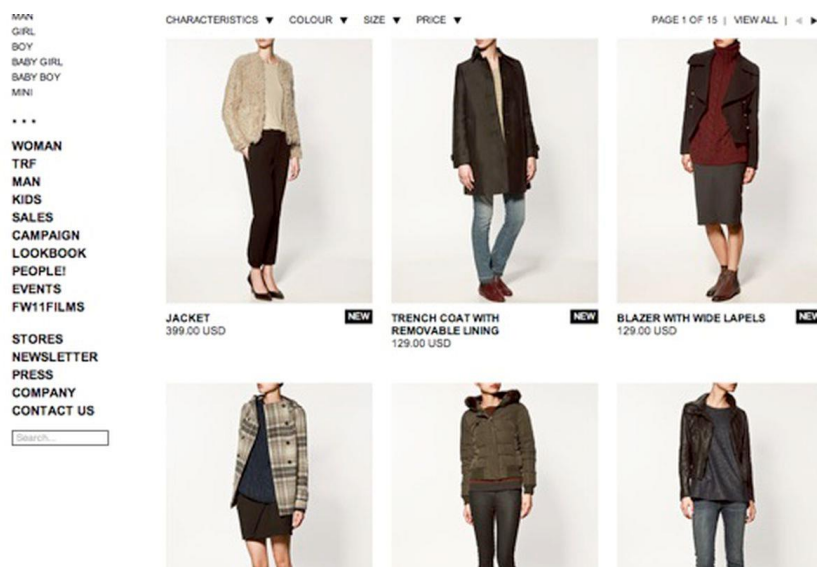 MAN
GIRL
BOY
BABY GIRL
BABY BOY
MINI
• • •
WOMAN
TRF
MAN
KIDS
SALES
CAMPAIGN
LOOKBOOK
PEOPLE!
EVENTS
FW11FILMS
STORES
NEWSLETTER
PRESS
COMPANY
CONTACT US
Search...
CHARACTERISTICS ▼ COLOUR ▼ SIZE ▼ PRICE ▼
PAGE 1 OF 15 | VIEW ALL |
JACKET
399.00 USD
NEW
TRENCH COAT WITH
REMOVABLE LINING
129.00 USD
NEW
BLAZER WITH WIDE LAPELS
129.00 USD
NEW